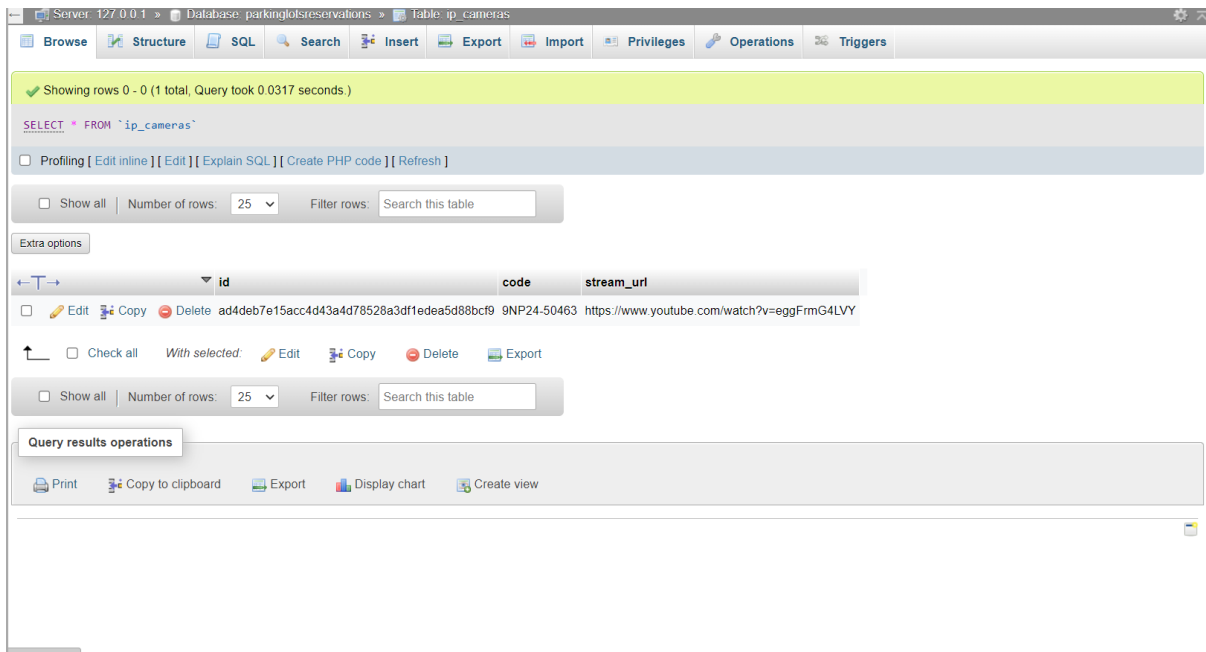 Server: 127.0.0.1 » Database: parkinglotsreservations » Table: ip_cameras
Browse Structure SQL Search Insert Export Import Privileges Operations Triggers
Showing rows 0 - 0 (1 total, Query took 0.0317 seconds.)
SELECT * FROM `ip_cameras`
Profiling [ Edit inline ] [ Edit ] [ Explain SQL ] [ Create PHP code ] [ Refresh ]
Show all | Number of rows: 25 Filter rows: Search this table
Extra options
←T→ id code stream_url
Edit Copy Delete ad4deb7e15acc4d43a4d78528a3df1edea5d88bcf9 9NP24-50463 https://www.youtube.com/watch?v=eggFrmG4LVY
Check all With selected: Edit Copy Delete Export
Show all | Number of rows: 25 Filter rows: Search this table
Query results operations
Print Copy to clipboard Export Display chart Create view